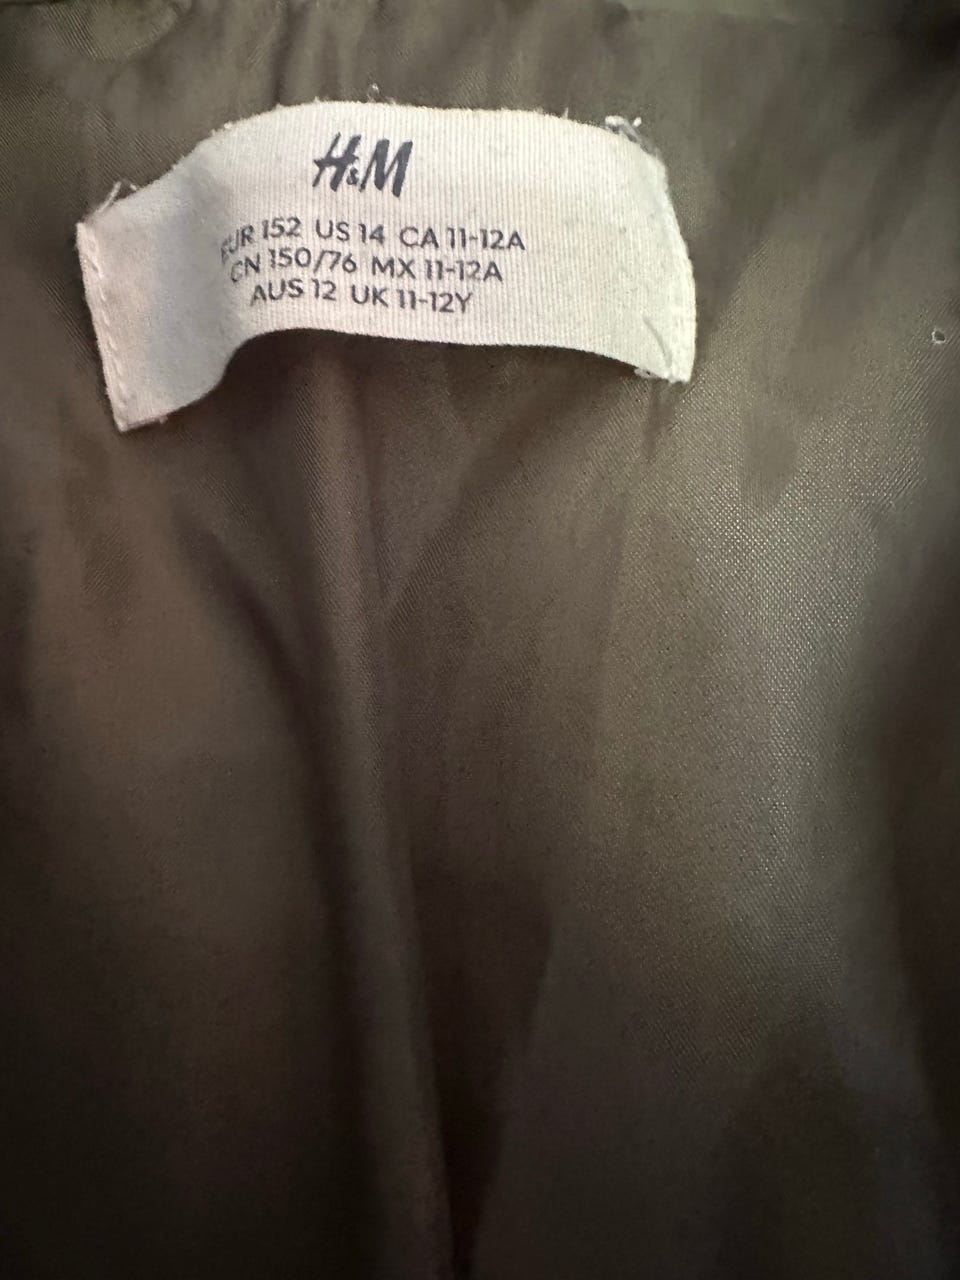 H&M
EUR 152 US 14 CA 11-12A
CN 150/76 MX 11-12A
AUS 12 UK 11-12Y